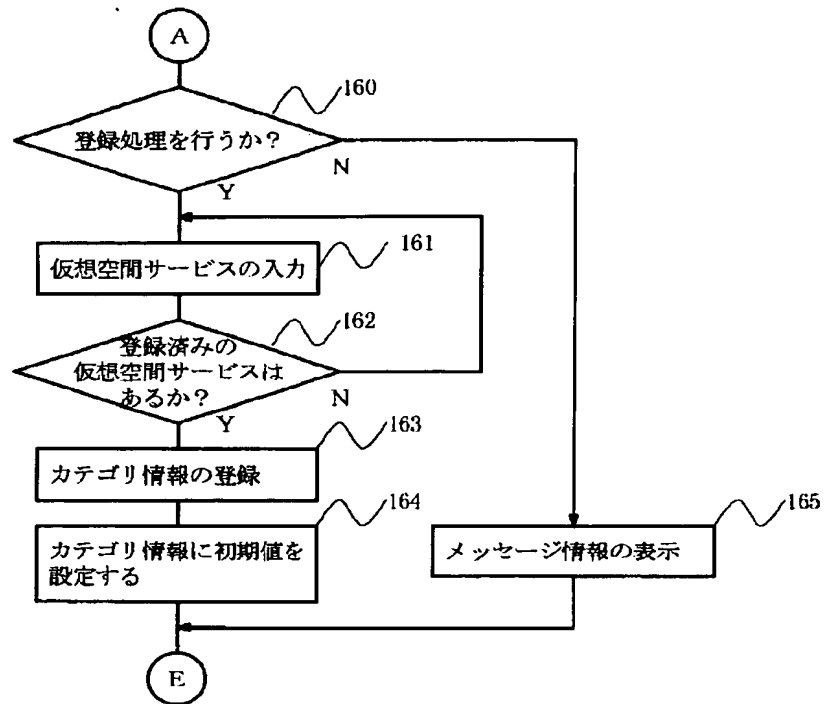 A
160
登録処理を行うか?
N
Y
仮想空間サービスの入力
161
162
登録済みの
仮想空間サービスは
あるか?
N
Y
163
カテゴリ情報の登録
164
カテゴリ情報に初期値を
設定する
165
メッセージ情報の表示
E